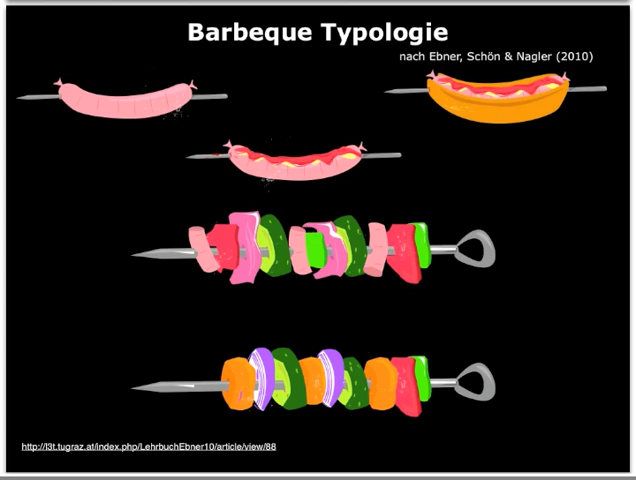 Barbeque Typologie
nach Ebner, Schön & Nagler (2010)
http://l3t.tugraz.at/index.php/LehrbuchEbner10/article/view/88